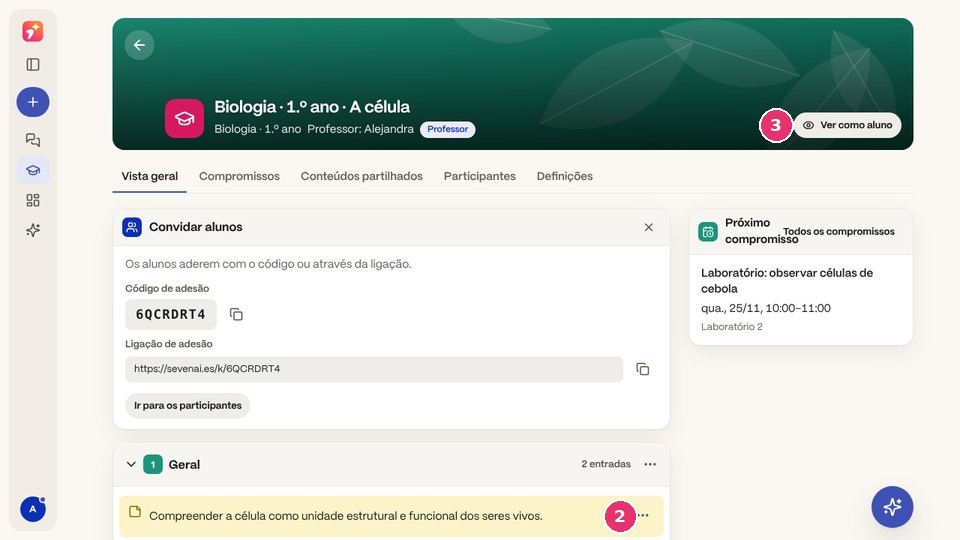 Biologia · 1.º ano · A célula
Biologia · 1.º ano Professor: Alejandra Professor
3
Ver como aluno
Vista geral Compromissos Conteúdos partilhados Participantes Definições
Convidar alunos
Os alunos aderem com o código ou através da ligação.
Código de adesão
6QCRDRT4
Ligação de adesão
https://sevenai.es/k/6QCRDRT4
Ir para os participantes
Próximo compromisso
Todos os compromissos
Laboratório: observar células de
cebola
qua., 25/11, 10:00–11:00
Laboratório 2
1 Geral 2 entradas
Compreender a célula como unidade estrutural e funcional dos seres vivos.
2
A